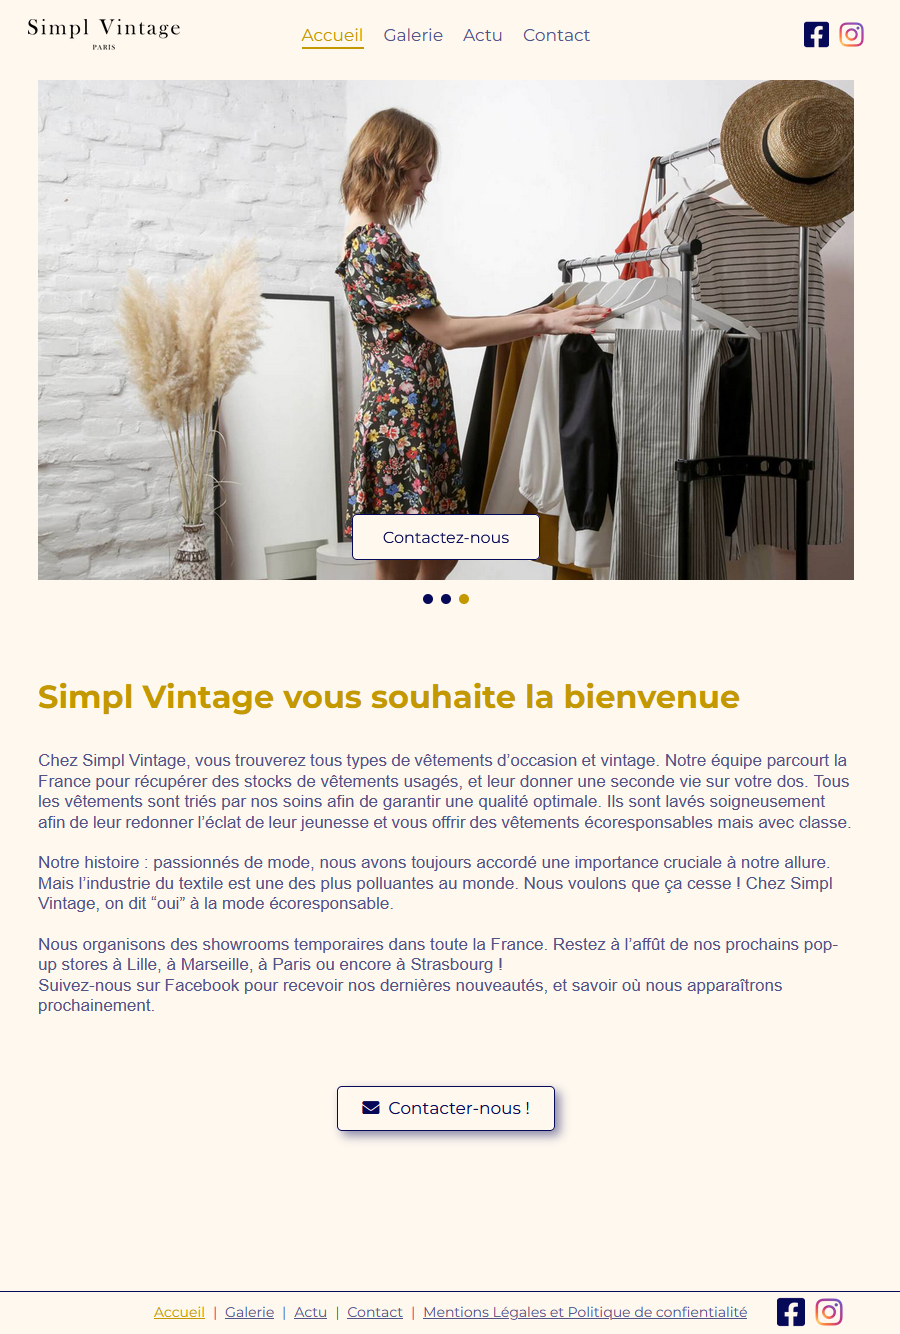 Simpl Vintage
PARIS
Accueil Galerie Actu Contact
Contactez-nous
Simpl Vintage vous souhaite la bienvenue
Chez Simpl Vintage, vous trouverez tous types de vêtements d’occasion et vintage. Notre équipe parcourt la
France pour récupérer des stocks de vêtements usagés, et leur donner une seconde vie sur votre dos. Tous
les vêtements sont triés par nos soins afin de garantir une qualité optimale. Ils sont lavés soigneusement
afin de leur redonner l’éclat de leur jeunesse et vous offrir des vêtements écoresponsables mais avec classe.
Notre histoire : passionnés de mode, nous avons toujours accordé une importance cruciale à notre allure.
Mais l’industrie du textile est une des plus polluantes au monde. Nous voulons que ça cesse ! Chez Simpl
Vintage, on dit “oui” à la mode écoresponsable.
Nous organisons des showrooms temporaires dans toute la France. Restez à l’affût de nos prochains pop-
up stores à Lille, à Marseille, à Paris ou encore à Strasbourg !
Suivez-nous sur Facebook pour recevoir nos dernières nouveautés, et savoir où nous apparaîtrons
prochainement.
Contacter-nous !
Accueil | Galerie | Actu | Contact | Mentions Légales et Politique de confientialité